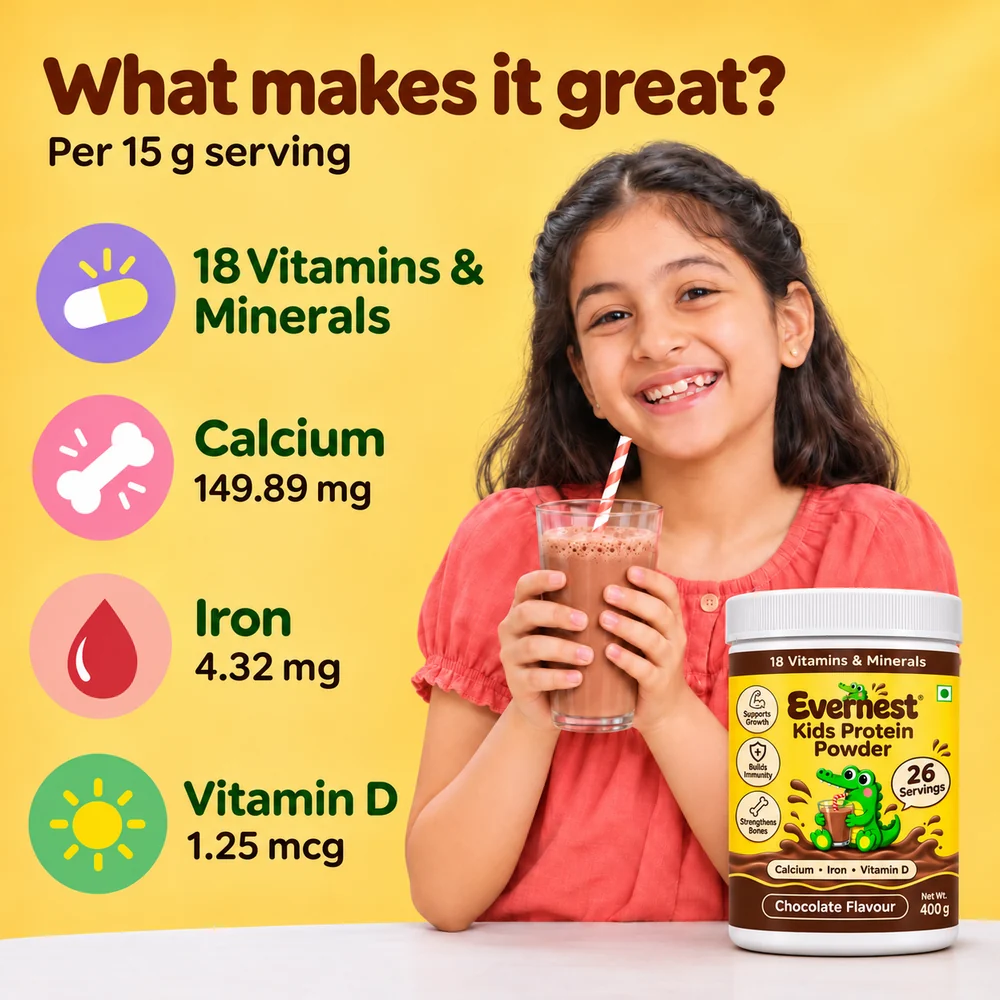 What makes it great?
Per 15 g serving
18 Vitamins &
Minerals
Calcium
149.89 mg
Iron
4.32 mg
Vitamin D
1.25 mcg
18 Vitamins & Minerals
Evernest®
Kids Protein
Powder
Supports
Growth
Builds
Immunity
Strengthens
Bones
26
Servings
Calcium • Iron • Vitamin D
Chocolate Flavour
Net Wt.
400 g